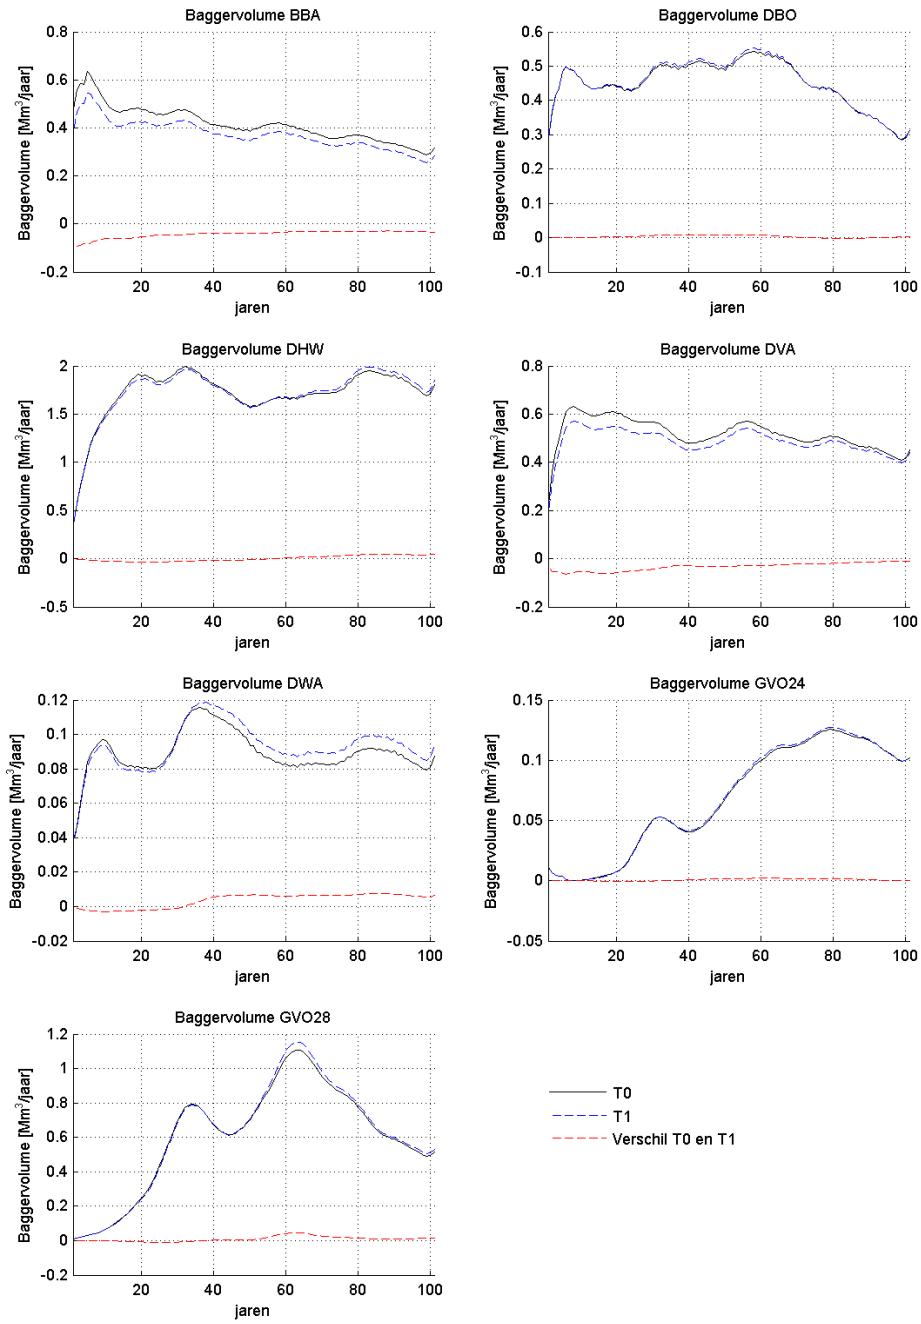 Baggervolume BBA
Baggervolume [Mm³/jaar]
0.8
0.6
0.4
0.2
0
-0.2
20 40 60 80 100
jaren
Baggervolume DBO
Baggervolume [Mm³/jaar]
0.6
0.5
0.4
0.3
0.2
0.1
0
-0.1
20 40 60 80 100
jaren
Baggervolume DHW
Baggervolume [Mm³/jaar]
2
1.5
1
0.5
0
-0.5
20 40 60 80 100
jaren
Baggervolume DVA
Baggervolume [Mm³/jaar]
0.8
0.6
0.4
0.2
0
-0.2
20 40 60 80 100
jaren
Baggervolume DWA
Baggervolume [Mm³/jaar]
0.12
0.1
0.08
0.06
0.04
0.02
0
-0.02
20 40 60 80 100
jaren
Baggervolume GVO24
Baggervolume [Mm³/jaar]
0.15
0.1
0.05
0
-0.05
20 40 60 80 100
jaren
Baggervolume GVO28
Baggervolume [Mm³/jaar]
1.2
1
0.8
0.6
0.4
0.2
0
-0.2
20 40 60 80 100
jaren
T0
T1
Verschil T0 en T1